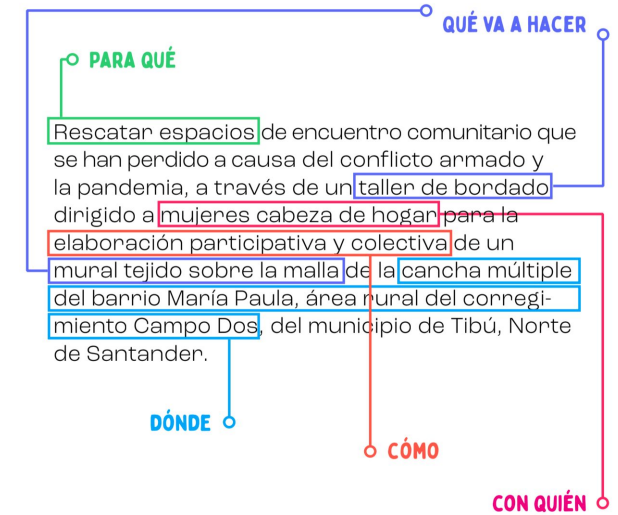 QUÉ VA A HACER
PARA QUÉ
Rescatar espacios de encuentro comunitario que
se han perdido a causa del conflicto armado y
la pandemia, a través de un taller de bordado
dirigido a mujeres cabeza de hogar para la
elaboración participativa y colectiva de un
mural tejido sobre la malla de la cancha múltiple
del barrio María Paula, área rural del corregi-
miento Campo Dos, del municipio de Tibú, Norte
de Santander.
DÓNDE
CÓMO
CON QUIÉN